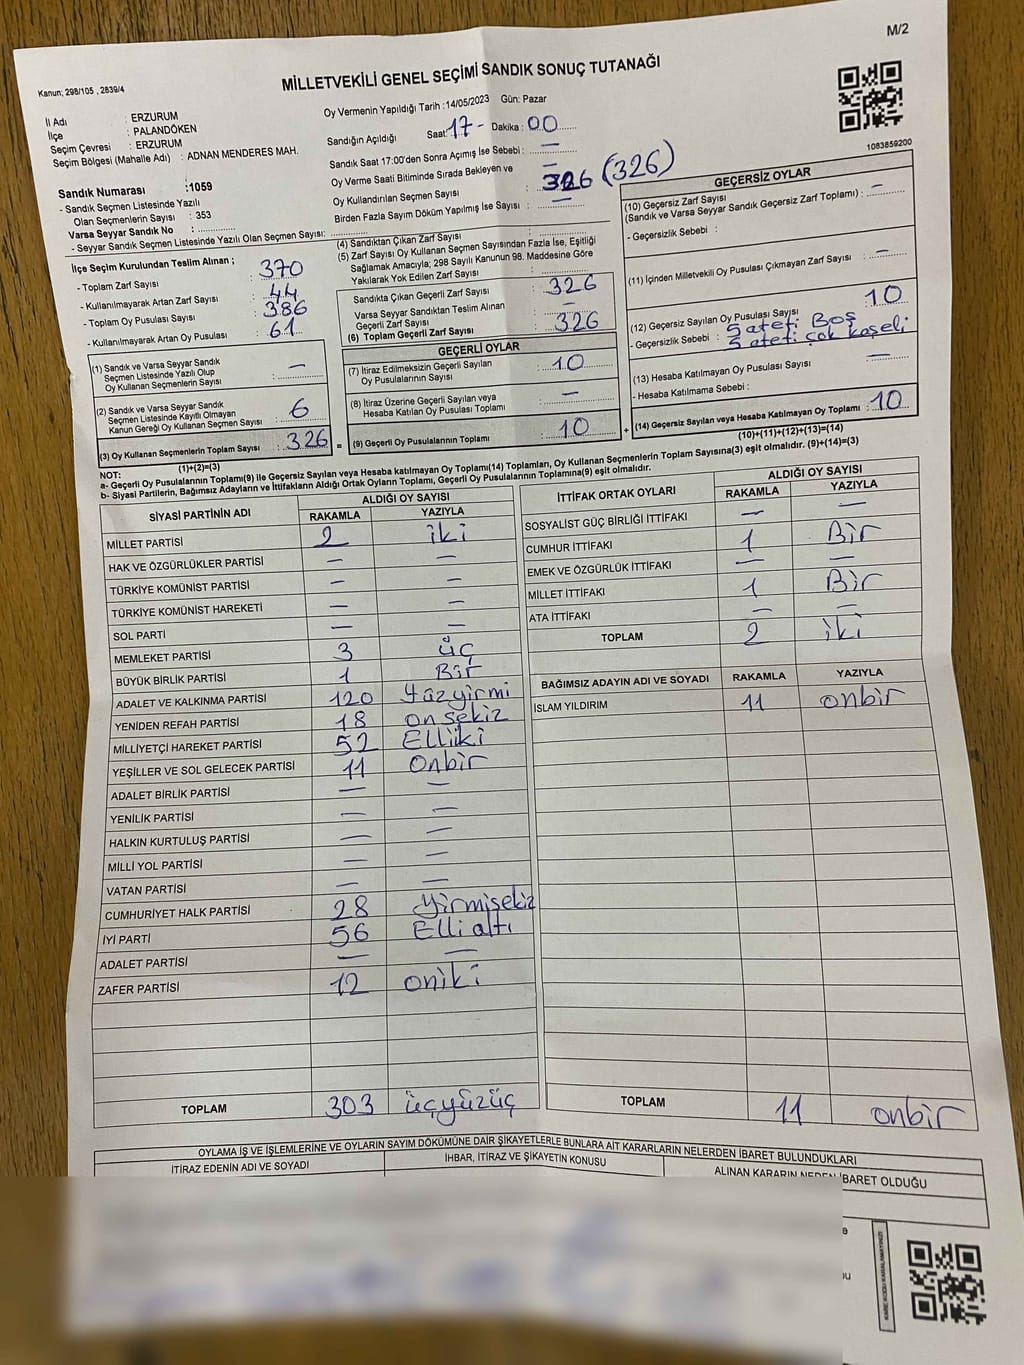 M/2
Kanun; 298/105 , 2839/4
MİLLETVEKİLİ GENEL SEÇİMİ SANDIK SONUÇ TUTANAĞI
1083859200
İl Adı : ERZURUM
İlçe : PALANDÖKEN
Seçim Çevresi : ERZURUM
Seçim Bölgesi (Mahalle Adı) : ADNAN MENDERES MAH.
Sandık Numarası :1059
- Sandık Seçmen Listesinde Yazılı
Olan Seçmenlerin Sayısı : 353
Varsa Seyyar Sandık No :
- Seyyar Sandık Seçmen Listesinde Yazılı Olan Seçmen Sayısı:
Oy Vermenin Yapıldığı Tarih :14/05/2023 Gün: Pazar
Sandığın Açıldığı Saat: 17- Dakika : 00
Sandık Saat 17:00'den Sonra Açımış İse Sebebi : —
Oy Verme Saati Bitiminde Sırada Bekleyen ve
Oy Kullandırılan Seçmen Sayısı : 326 (326)
Birden Fazla Sayım Döküm Yapılmış İse Sayısı : —
İlçe Seçim Kurulundan Teslim Alınan ;
- Toplam Zarf Sayısı : 370
- Kullanılmayarak Artan Zarf Sayısı : 44
- Toplam Oy Pusulası Sayısı : 386
- Kullanılmayarak Artan Oy Pusulası : 61
(1) Sandık ve Varsa Seyyar Sandık
Seçmen Listesinde Yazılı Olup
Oy Kullanan Seçmenlerin Sayısı : —
(2) Sandık ve Varsa Seyyar Sandık
Seçmen Listesinde Kayıtlı Olmayan
Kanun Gereği Oy Kullanan Seçmen Sayısı : 6
(3) Oy Kullanan Seçmenlerin Toplam Sayısı : 326
(1)+(2)=(3)
(4) Sandıktan Çıkan Zarf Sayısı :
(5) Zarf Sayısı Oy Kullanan Seçmen Sayısından Fazla İse, Eşitliği
Sağlamak Amacıyla; 298 Sayılı Kanunun 98. Maddesine Göre
Yakılarak Yok Edilen Zarf Sayısı :
Sandıkta Çıkan Geçerli Zarf Sayısı : 326
Varsa Seyyar Sandıktan Teslim Alınan
Geçerli Zarf Sayısı : —
(6) Toplam Geçerli Zarf Sayısı : 326
GEÇERLİ OYLAR
(7) İtiraz Edilmeksizin Geçerli Sayılan
Oy Pusulalarının Sayısı : 10
(8) İtiraz Üzerine Geçerli Sayılan veya
Hesaba Katılan Oy Pusulası Toplamı : —
= (9) Geçerli Oy Pusulalarının Toplamı : 10
GEÇERSİZ OYLAR
(10) Geçersiz Zarf Sayısı
(Sandık ve Varsa Seyyar Sandık Geçersiz Zarf Toplamı) : —
- Geçersizlik Sebebi :
(11) İçinden Milletvekili Oy Pusulası Çıkmayan Zarf Sayısı : —
(12) Geçersiz Sayılan Oy Pusulası Sayısı : 10
- Geçersizlik Sebebi : 5 ateti Boş
5 ateti çok kaşeli
(13) Hesaba Katılmayan Oy Pusulası Sayısı : —
- Hesaba Katılmama Sebebi :
+ (14) Geçersiz Sayılan veya Hesaba Katılmayan Oy Toplamı : 10
(10)+(11)+(12)+(13)=(14)
NOT:
a- Geçerli Oy Pusulalarının Toplamı(9) ile Geçersiz Sayılan veya Hesaba katılmayan Oy Toplamı(14) Toplamları, Oy Kullanan Seçmenlerin Toplam Sayısına(3) eşit olmalıdır. (9)+(14)=(3)
b- Siyasi Partilerin, Bağımsız Adayların ve İttifakların Aldığı Ortak Oyların Toplamı, Geçerli Oy Pusulalarının Toplamına(9) eşit olmalıdır.
SİYASİ PARTİNİN ADI ALDIĞI OY SAYISI
RAKAMLA YAZIYLA
MİLLET PARTİSİ 2 iki
HAK VE ÖZGÜRLÜKLER PARTİSİ — —
TÜRKİYE KOMÜNİST PARTİSİ — —
TÜRKİYE KOMÜNİST HAREKETİ — —
SOL PARTİ — —
MEMLEKET PARTİSİ 3 üç
BÜYÜK BİRLİK PARTİSİ 1 Bir
ADALET VE KALKINMA PARTİSİ 120 Yüzyirmi
YENİDEN REFAH PARTİSİ 18 on sekiz
MİLLİYETÇİ HAREKET PARTİSİ 52 Elliiki
YEŞİLLER VE SOL GELECEK PARTİSİ 11 Onbir
ADALET BİRLİK PARTİSİ — —
YENİLİK PARTİSİ — —
HALKIN KURTULUŞ PARTİSİ — —
MİLLİ YOL PARTİSİ — —
VATAN PARTİSİ — —
CUMHURİYET HALK PARTİSİ 28 yirmisekiz
İYİ PARTİ 56 Elli altı
ADALET PARTİSİ — —
ZAFER PARTİSİ 12 oniki
TOPLAM 303 üçyüzüç
İTTİFAK ORTAK OYLARI ALDIĞI OY SAYISI
RAKAMLA YAZIYLA
SOSYALİST GÜÇ BİRLİĞİ İTTİFAKI — —
CUMHUR İTTİFAKI 1 Bir
EMEK VE ÖZGÜRLÜK İTTİFAKI — —
MİLLET İTTİFAKI 1 Bir
ATA İTTİFAKI — —
TOPLAM 2 iki
BAĞIMSIZ ADAYIN ADI VE SOYADI RAKAMLA YAZIYLA
İSLAM YILDIRIM 11 onbir
TOPLAM 11 onbir
OYLAMA İŞ VE İŞLEMLERİNE VE OYLARIN SAYIM DÖKÜMÜNE DAİR ŞİKAYETLERLE BUNLARA AİT KARARLARIN NELERDEN İBARET BULUNDUKLARI
İTİRAZ EDENİN ADI VE SOYADI
İHBAR, İTİRAZ VE ŞİKAYETİN KONUSU
ALINAN KARARIN NEDEN İBARET OLDUĞU
KARE KODU KARALAMAYINIZ!